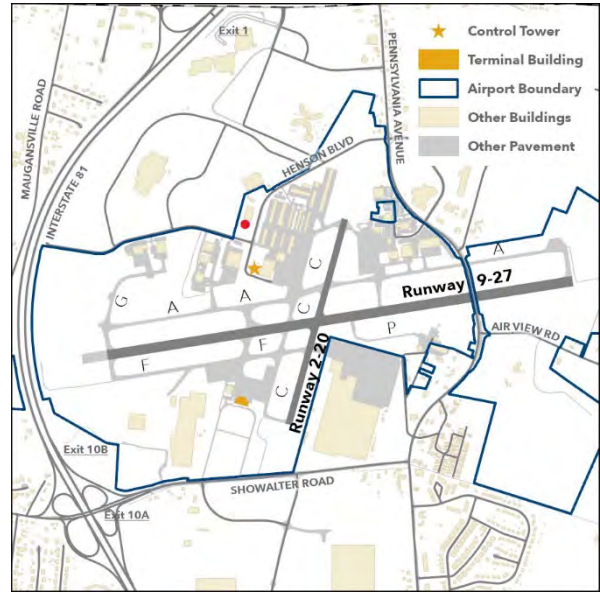 Exit 1
Control Tower
Terminal Building
Airport Boundary
Other Buildings
Other Pavement
MAUGANSVILLE ROAD
INTERSTATE 81
PENNSYLVANIA AVENUE
HENSON BLVD
G
A
A
C
C
A
Runway 9-27
F
F
C
P
AIR VIEW RD
C
Runway 2-20
Exit 10B
SHOWALTER ROAD
Exit 10A